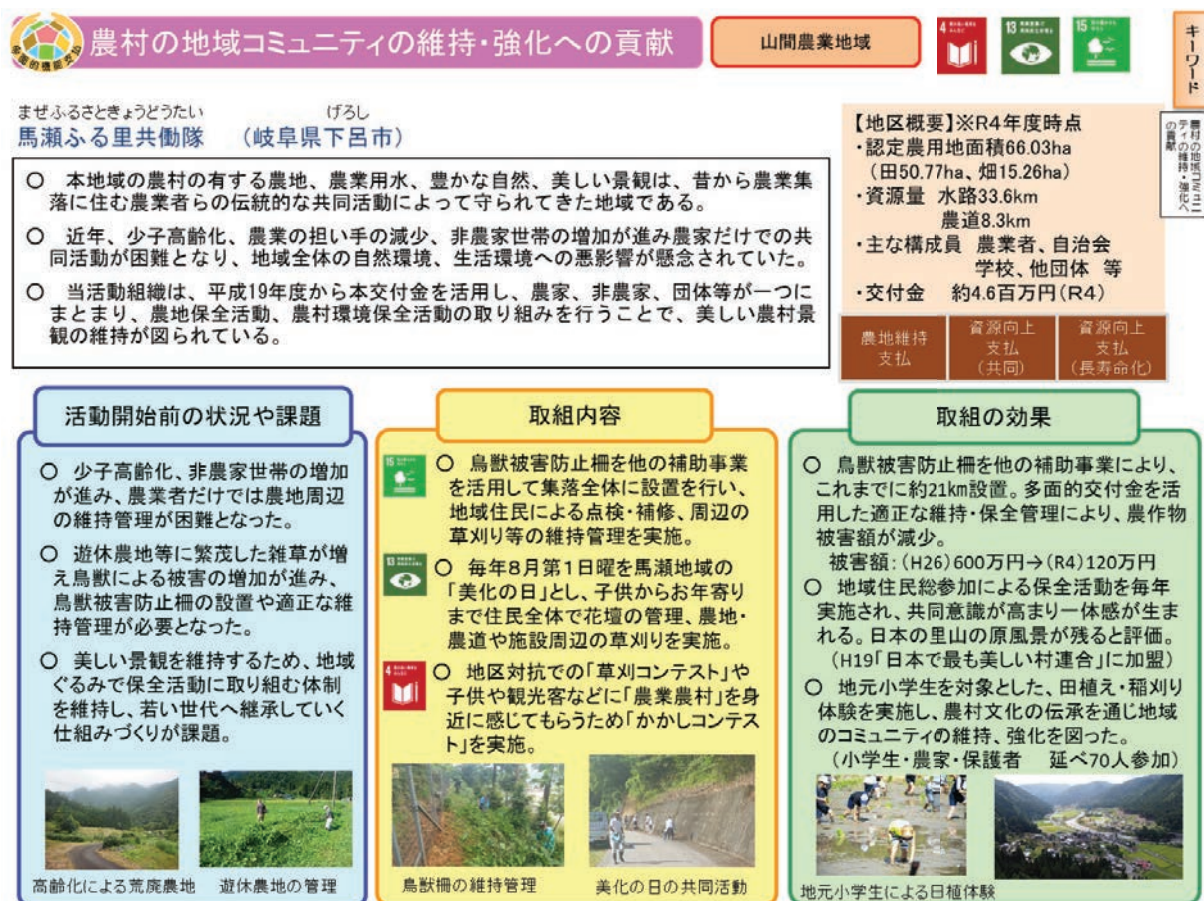 農村の地域コミュニティの維持・強化への貢献
山間農業地域
4
13
15
キーワード
農村の地域コミュニ
ティの維持・強化へ
の貢献
まぜふるさときょうどうたい げろし
馬瀬ふる里共働隊 （岐阜県下呂市）
○ 本地域の農村の有する農地、農業用水、豊かな自然、美しい景観は、昔から農業集
落に住む農業者らの伝統的な共同活動によって守られてきた地域である。
○ 近年、少子高齢化、農業の担い手の減少、非農家世帯の増加が進み農家だけでの共
同活動が困難となり、地域全体の自然環境、生活環境への悪影響が懸念されていた。
○ 当活動組織は、平成19年度から本交付金を活用し、農家、非農家、団体等が一つに
まとまり、農地保全活動、農村環境保全活動の取り組みを行うことで、美しい農村景
観の維持が図られている。
【地区概要】※R4年度時点
・認定農用地面積66.03ha
（田50.77ha、畑15.26ha）
・資源量 水路33.6km
農道8.3km
・主な構成員 農業者、自治会
学校、他団体 等
・交付金 約4.6百万円（R4）
農地維持
支払
資源向上
支払
（共同）
資源向上
支払
（長寿命化）
活動開始前の状況や課題
○ 少子高齢化、非農家世帯の増加
が進み、農業者だけでは農地周辺
の維持管理が困難となった。
○ 遊休農地等に繁茂した雑草が増
え鳥獣による被害の増加が進み、
鳥獣被害防止柵の設置や適正な維
持管理が必要となった。
○ 美しい景観を維持するため、地域
ぐるみで保全活動に取り組む体制
を維持し、若い世代へ継承していく
仕組みづくりが課題。
高齢化による荒廃農地 遊休農地の管理
取組内容
15
○ 鳥獣被害防止柵を他の補助事業
を活用して集落全体に設置を行い、
地域住民による点検・補修、周辺の
草刈り等の維持管理を実施。
13
○ 毎年8月第1日曜を馬瀬地域の
「美化の日」とし、子供からお年寄り
まで住民全体で花壇の管理、農地・
農道や施設周辺の草刈りを実施。
4
○ 地区対抗での「草刈コンテスト」や
子供や観光客などに「農業農村」を身
近に感じてもらうため「かかしコンテス
ト」を実施。
鳥獣柵の維持管理 美化の日の共同活動
取組の効果
○ 鳥獣被害防止柵を他の補助事業により、
これまでに約21km設置。多面的交付金を活
用した適正な維持・保全管理により、農作物
被害額が減少。
被害額：(H26)600万円→(R4)120万円
○ 地域住民総参加による保全活動を毎年
実施され、共同意識が高まり一体感が生ま
れる。日本の里山の原風景が残ると評価。
（H19「日本で最も美しい村連合」に加盟）
○ 地元小学生を対象とした、田植え・稲刈り
体験を実施し、農村文化の伝承を通じ地域
のコミュニティの維持、強化を図った。
（小学生・農家・保護者 延べ70人参加）
地元小学生による田植体験